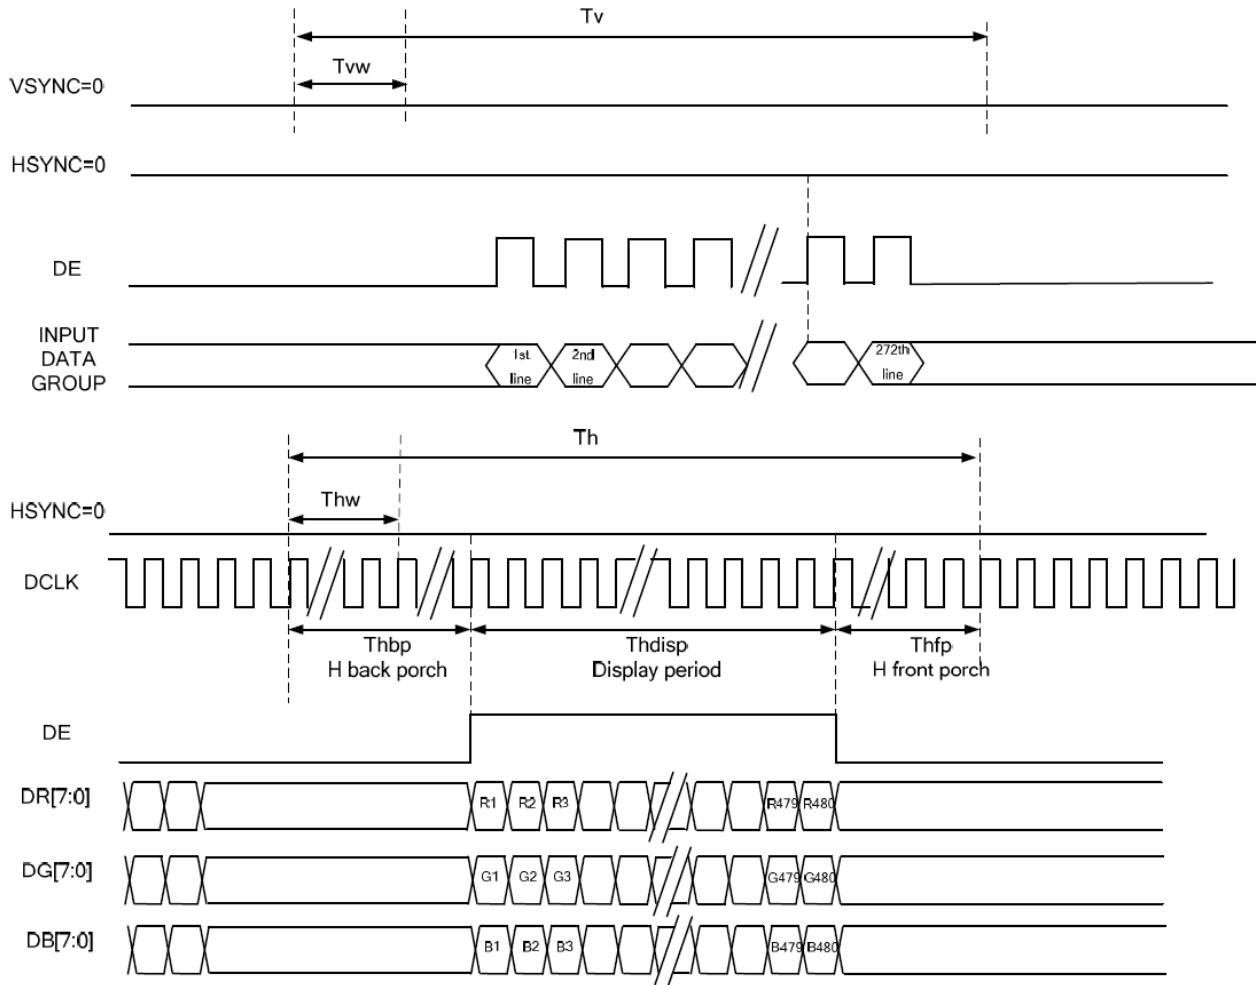 Tv
Tvw
VSYNC=0
HSYNC=0
DE
INPUT
DATA
GROUP
1st
line
2nd
line
272th
line
Th
Thw
HSYNC=0
DCLK
Thbp
H back porch
Thdisp
Display period
Thfp
H front porch
DE
DR[7:0] R1 R2 R3 R479 R480
DG[7:0] G1 G2 G3 G479 G480
DB[7:0] B1 B2 B3 B479 B480